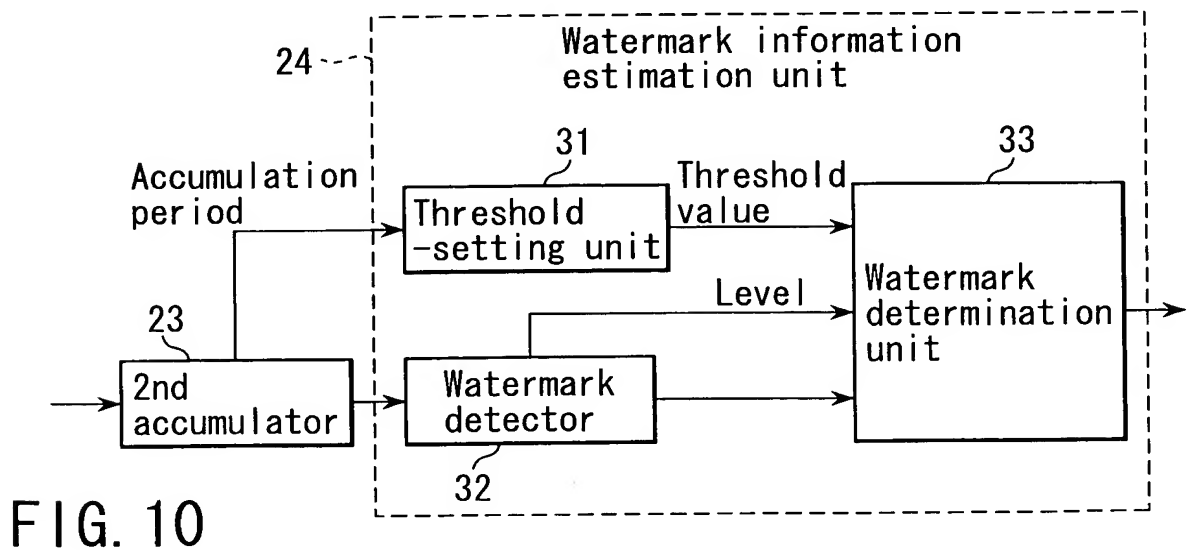 Watermark information
estimation unit
24
31
33
Accumulation
period
Threshold
-setting unit
Threshold
value
Level
Watermark
determination
unit
23
2nd
accumulator
Watermark
detector
32
FIG. 10